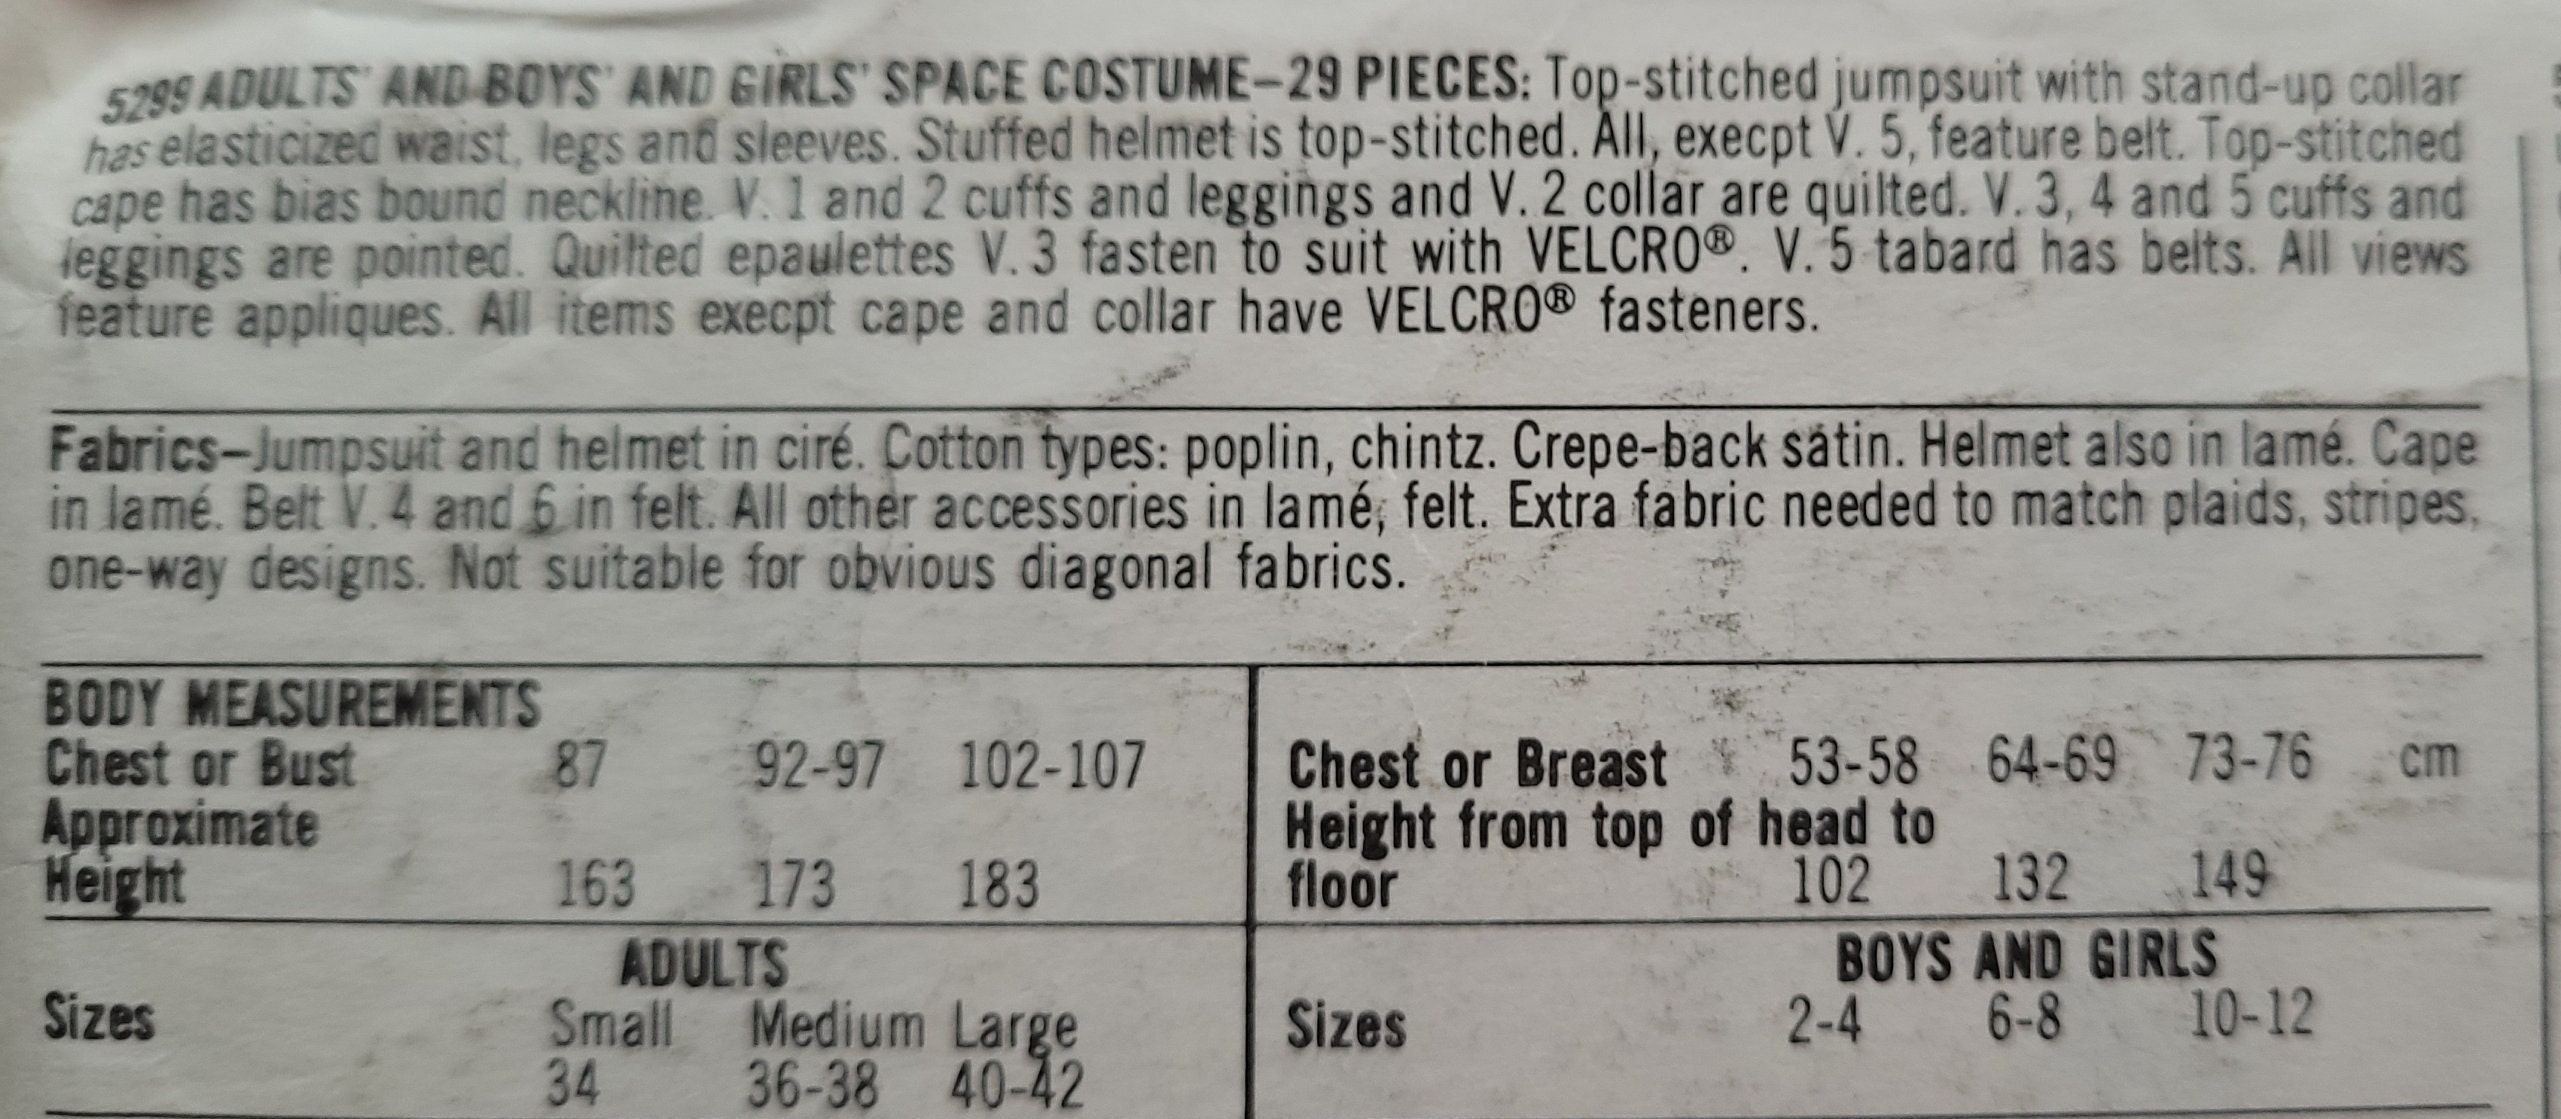 5299 ADULTS' AND BOYS' AND GIRLS' SPACE COSTUME–29 PIECES: Top-stitched jumpsuit with stand-up collar
has elasticized waist, legs and sleeves. Stuffed helmet is top-stitched. All, execpt V. 5, feature belt. Top-stitched
cape has bias bound neckline. V. 1 and 2 cuffs and leggings and V. 2 collar are quilted. V. 3, 4 and 5 cuffs and
leggings are pointed. Quilted epaulettes V. 3 fasten to suit with VELCRO®. V. 5 tabard has belts. All views
feature appliques. All items execpt cape and collar have VELCRO® fasteners.
Fabrics–Jumpsuit and helmet in ciré. Cotton types: poplin, chintz. Crepe-back satin. Helmet also in lamé. Cape
in lamé. Belt V. 4 and 6 in felt. All other accessories in lamé, felt. Extra fabric needed to match plaids, stripes,
one-way designs. Not suitable for obvious diagonal fabrics.
BODY MEASUREMENTS
Chest or Bust 87 92-97 102-107
Approximate
Height 163 173 183
Chest or Breast 53-58 64-69 73-76 cm
Height from top of head to
floor 102 132 149
ADULTS
Sizes Small Medium Large
34 36-38 40-42
BOYS AND GIRLS
Sizes 2-4 6-8 10-12